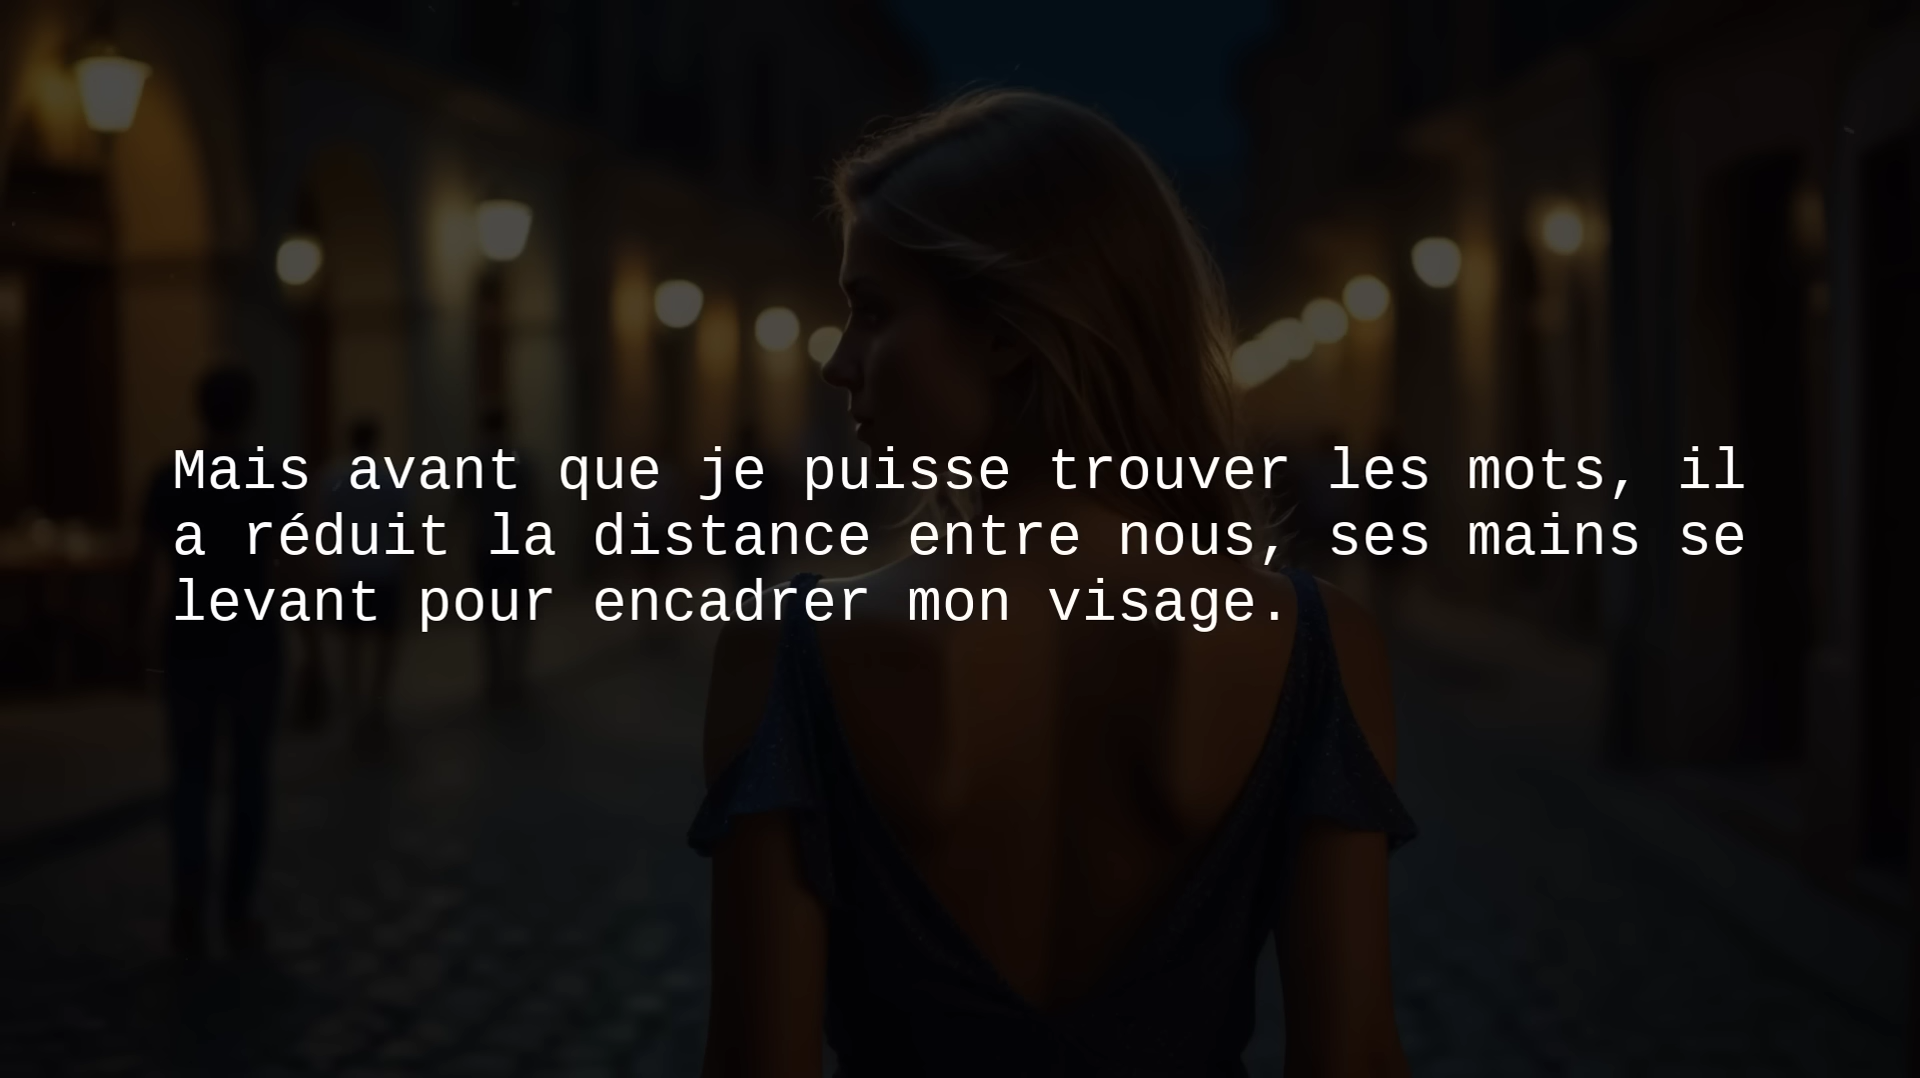 Mais avant que je puisse trouver les mots, il
a réduit la distance entre nous, ses mains se
levant pour encadrer mon visage.